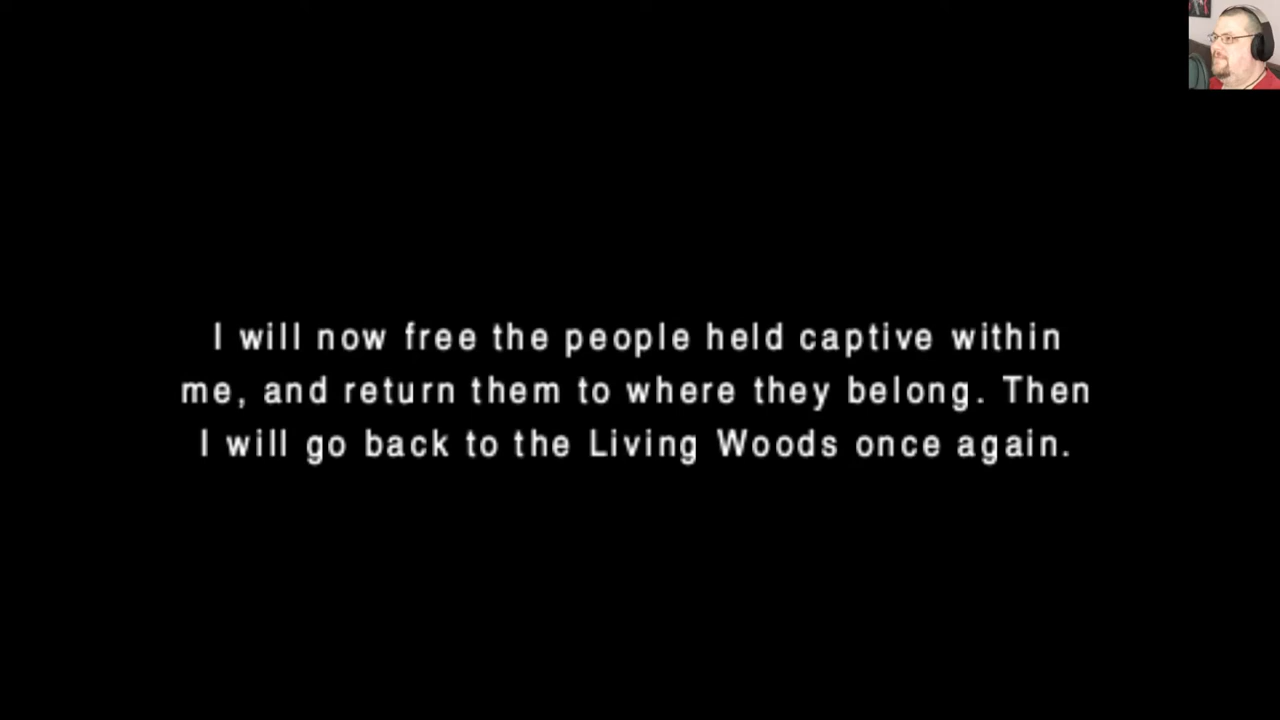 I will now free the people held captive within
me, and return them to where they belong. Then
I will go back to the Living Woods once again.